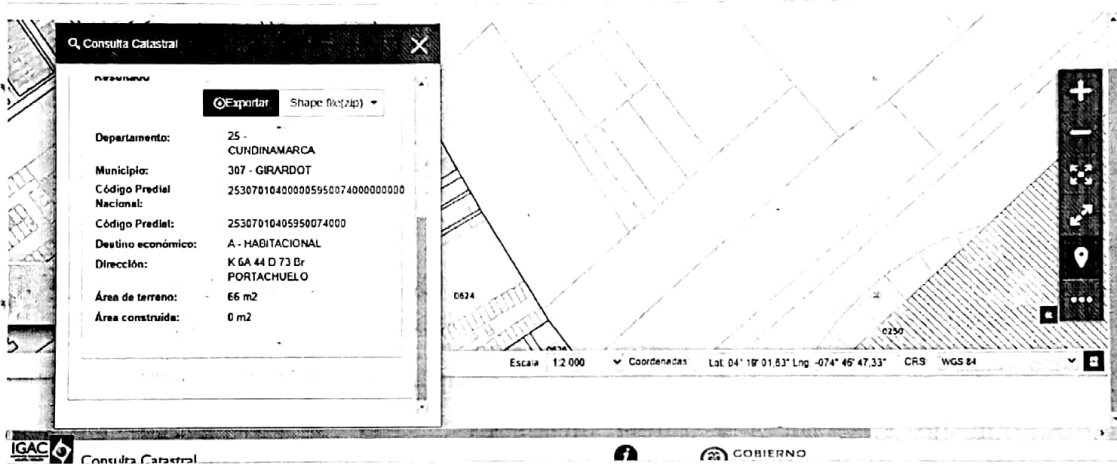 Consulta Catastral
Resultado
Exportar Shape file(zip)
Departamento: 25 -
CUNDINAMARCA
Municipio: 307 - GIRARDOT
Código Predial
Nacional: 253070104000005950074000000000
Código Predial: 25307010405950074000
Destino económico: A - HABITACIONAL
Dirección: K 6A 44 D 73 Br
PORTACHUELO
Área de terreno: 66 m2
Área construida: 0 m2
0624
0250
Escala 1:2.000 Coordenadas: Lat: 04° 19' 01,63" Lng: -074° 46' 47,33" CRS: WGS 84
IGAC
Consulta Catastral
GOBIERNO